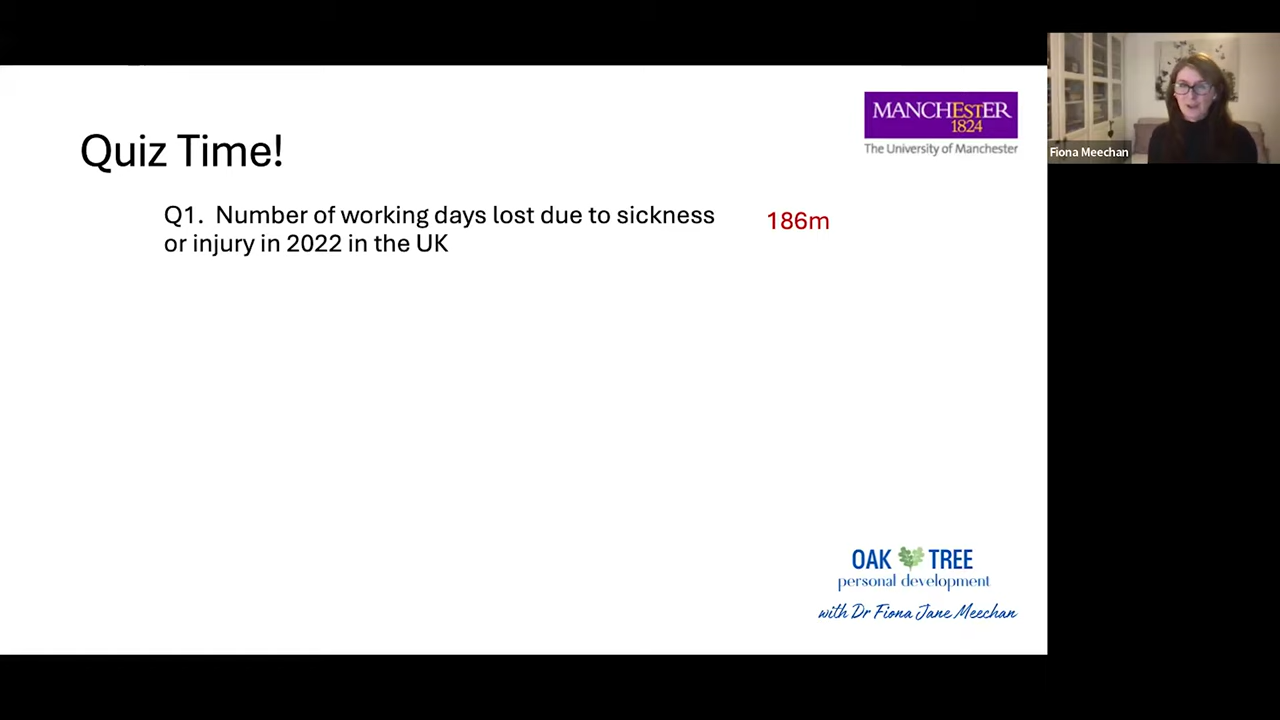 MANCHESTER
1824
The University of Manchester
Fiona Meechan
Quiz Time!
Q1. Number of working days lost due to sickness
or injury in 2022 in the UK
186m
OAK TREE
personal development
with Dr Fiona Jane Meechan